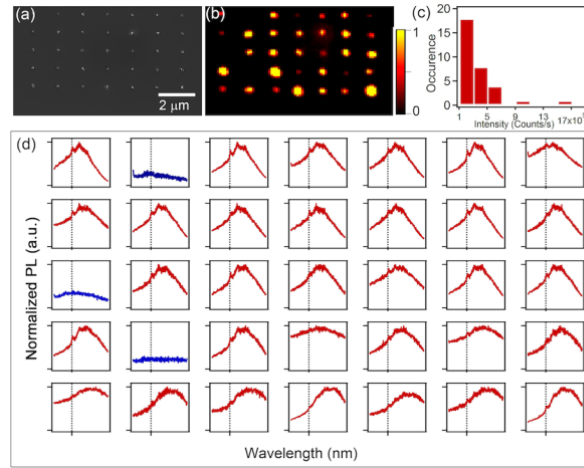 (a)
2 μm
(b)
1
0
(c)
Occurence
20
15
10
5
0
1 5 9 13 17x10
Intensity (Counts/s)
(d)
Normalized PL (a.u.)
Wavelength (nm)